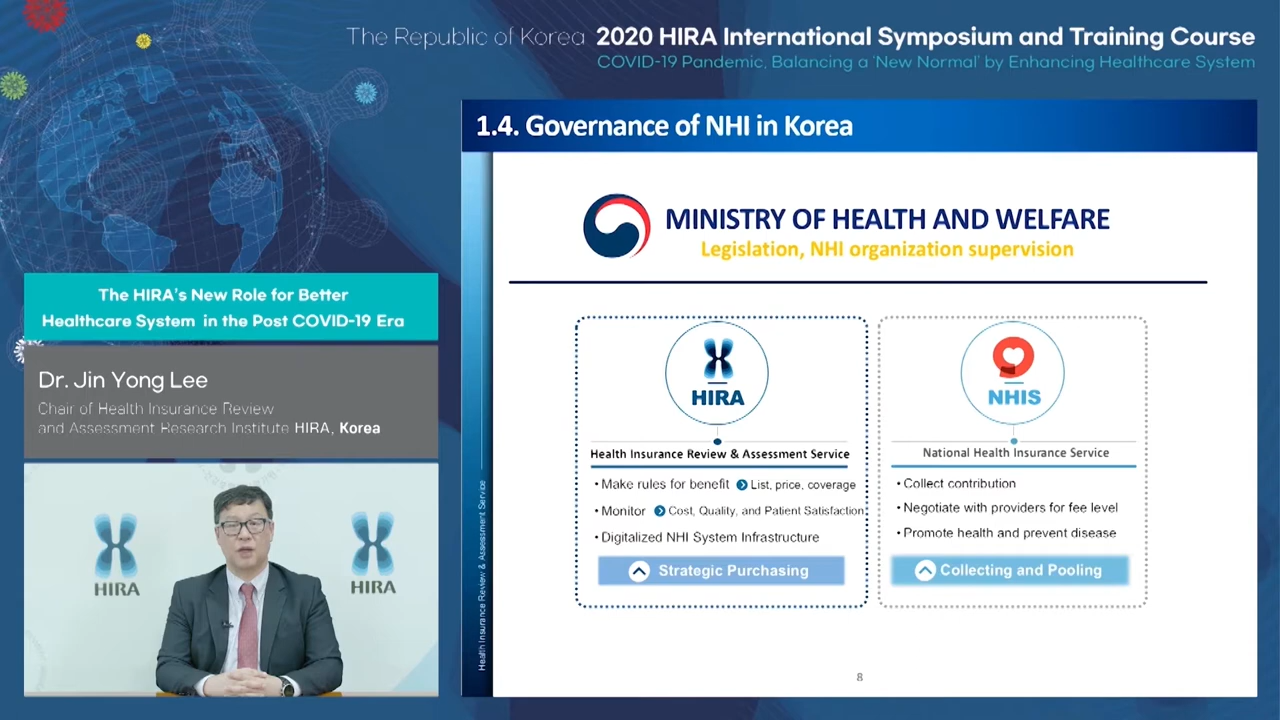 The Republic of Korea 2020 HIRA International Symposium and Training Course
COVID-19 Pandemic, Balancing a 'New Normal' by Enhancing Healthcare System
1.4. Governance of NHI in Korea
MINISTRY OF HEALTH AND WELFARE
Legislation, NHI organization supervision
HIRA
Health Insurance Review & Assessment Service
• Make rules for benefit List, price, coverage
• Monitor Cost, Quality, and Patient Satisfaction
• Digitalized NHI System Infrastructure
Strategic Purchasing
NHIS
National Health Insurance Service
• Collect contribution
• Negotiate with providers for fee level
• Promote health and prevent disease
Collecting and Pooling
Health Insurance Review & Assessment Service
8
The HIRA's New Role for Better
Healthcare System in the Post COVID-19 Era
Dr. Jin Yong Lee
Chair of Health Insurance Review
and Assessment Research Institute HIRA, Korea
HIRA
HIRA